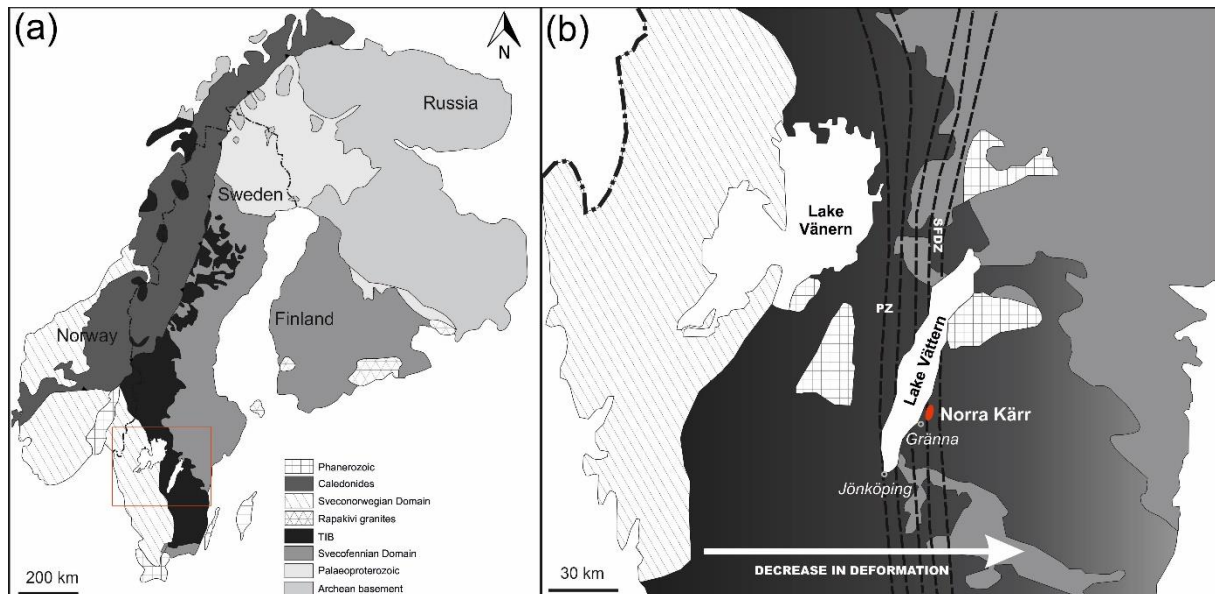 (a)
N
Russia
Sweden
Norway
Finland
Phanerozoic
Caledonides
Sveconorwegian Domain
Rapakivi granites
TIB
Svecofennian Domain
Palaeoproterozoic
Archean basement
200 km
(b)
Lake
Vänern
SFDZ
PZ
Lake Vättern
Norra Kärr
Gränna
Jönköping
30 km
DECREASE IN DEFORMATION